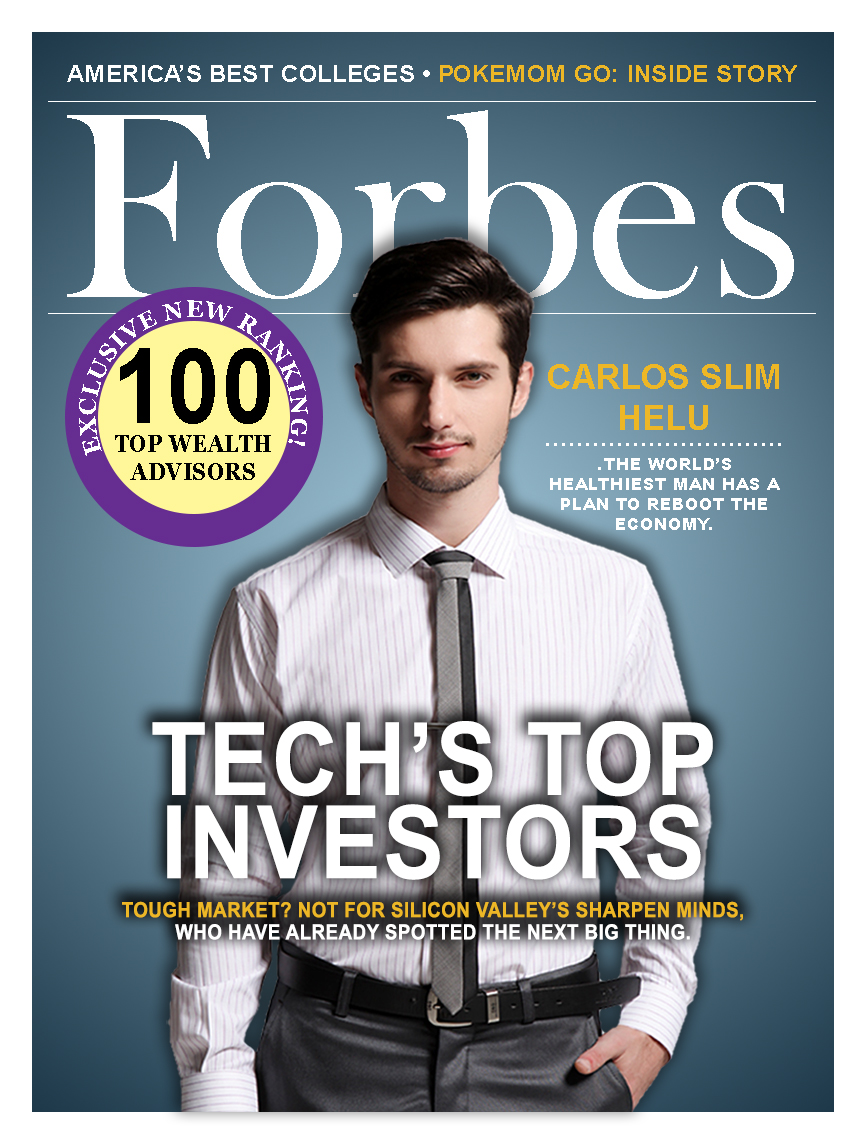 AMERICA'S BEST COLLEGES • POKEMOM GO: INSIDE STORY
Forbes
EXCLUSIVE NEW RANKING!
100
TOP WEALTH
ADVISORS
CARLOS SLIM
HELU
.THE WORLD'S
HEALTHIEST MAN HAS A
PLAN TO REBOOT THE
ECONOMY.
TECH'S TOP
INVESTORS
TOUGH MARKET? NOT FOR SILICON VALLEY'S SHARPEN MINDS,
WHO HAVE ALREADY SPOTTED THE NEXT BIG THING.